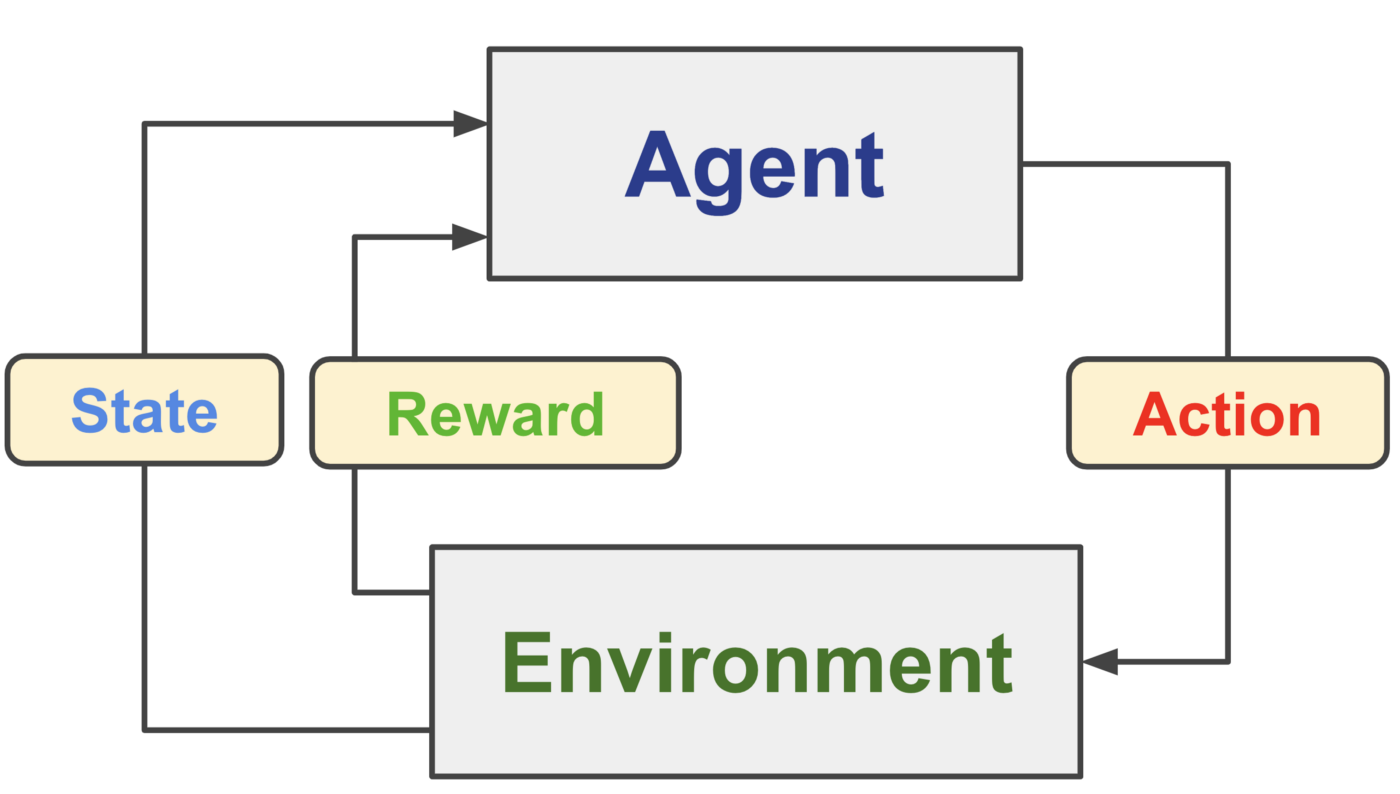 Agent
State
Reward
Action
Environment